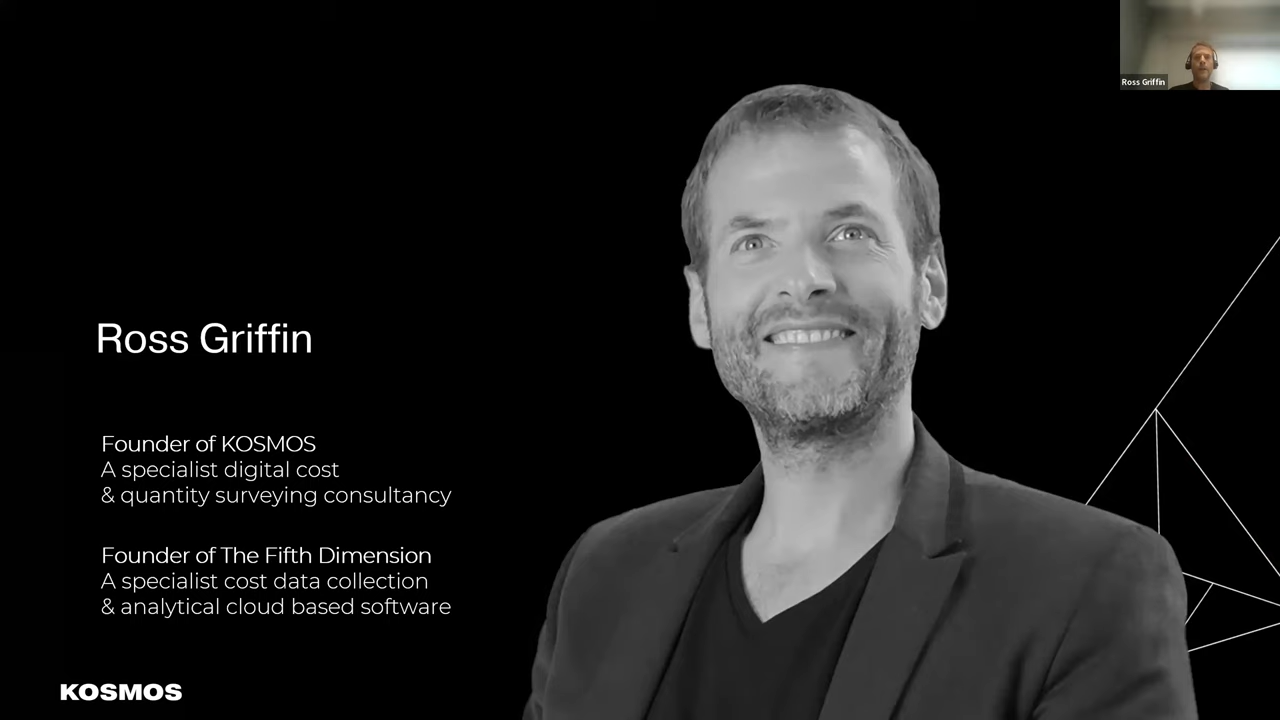 Ross Griffin
Ross Griffin
Founder of KOSMOS
A specialist digital cost
& quantity surveying consultancy
Founder of The Fifth Dimension
A specialist cost data collection
& analytical cloud based software
KOSMOS